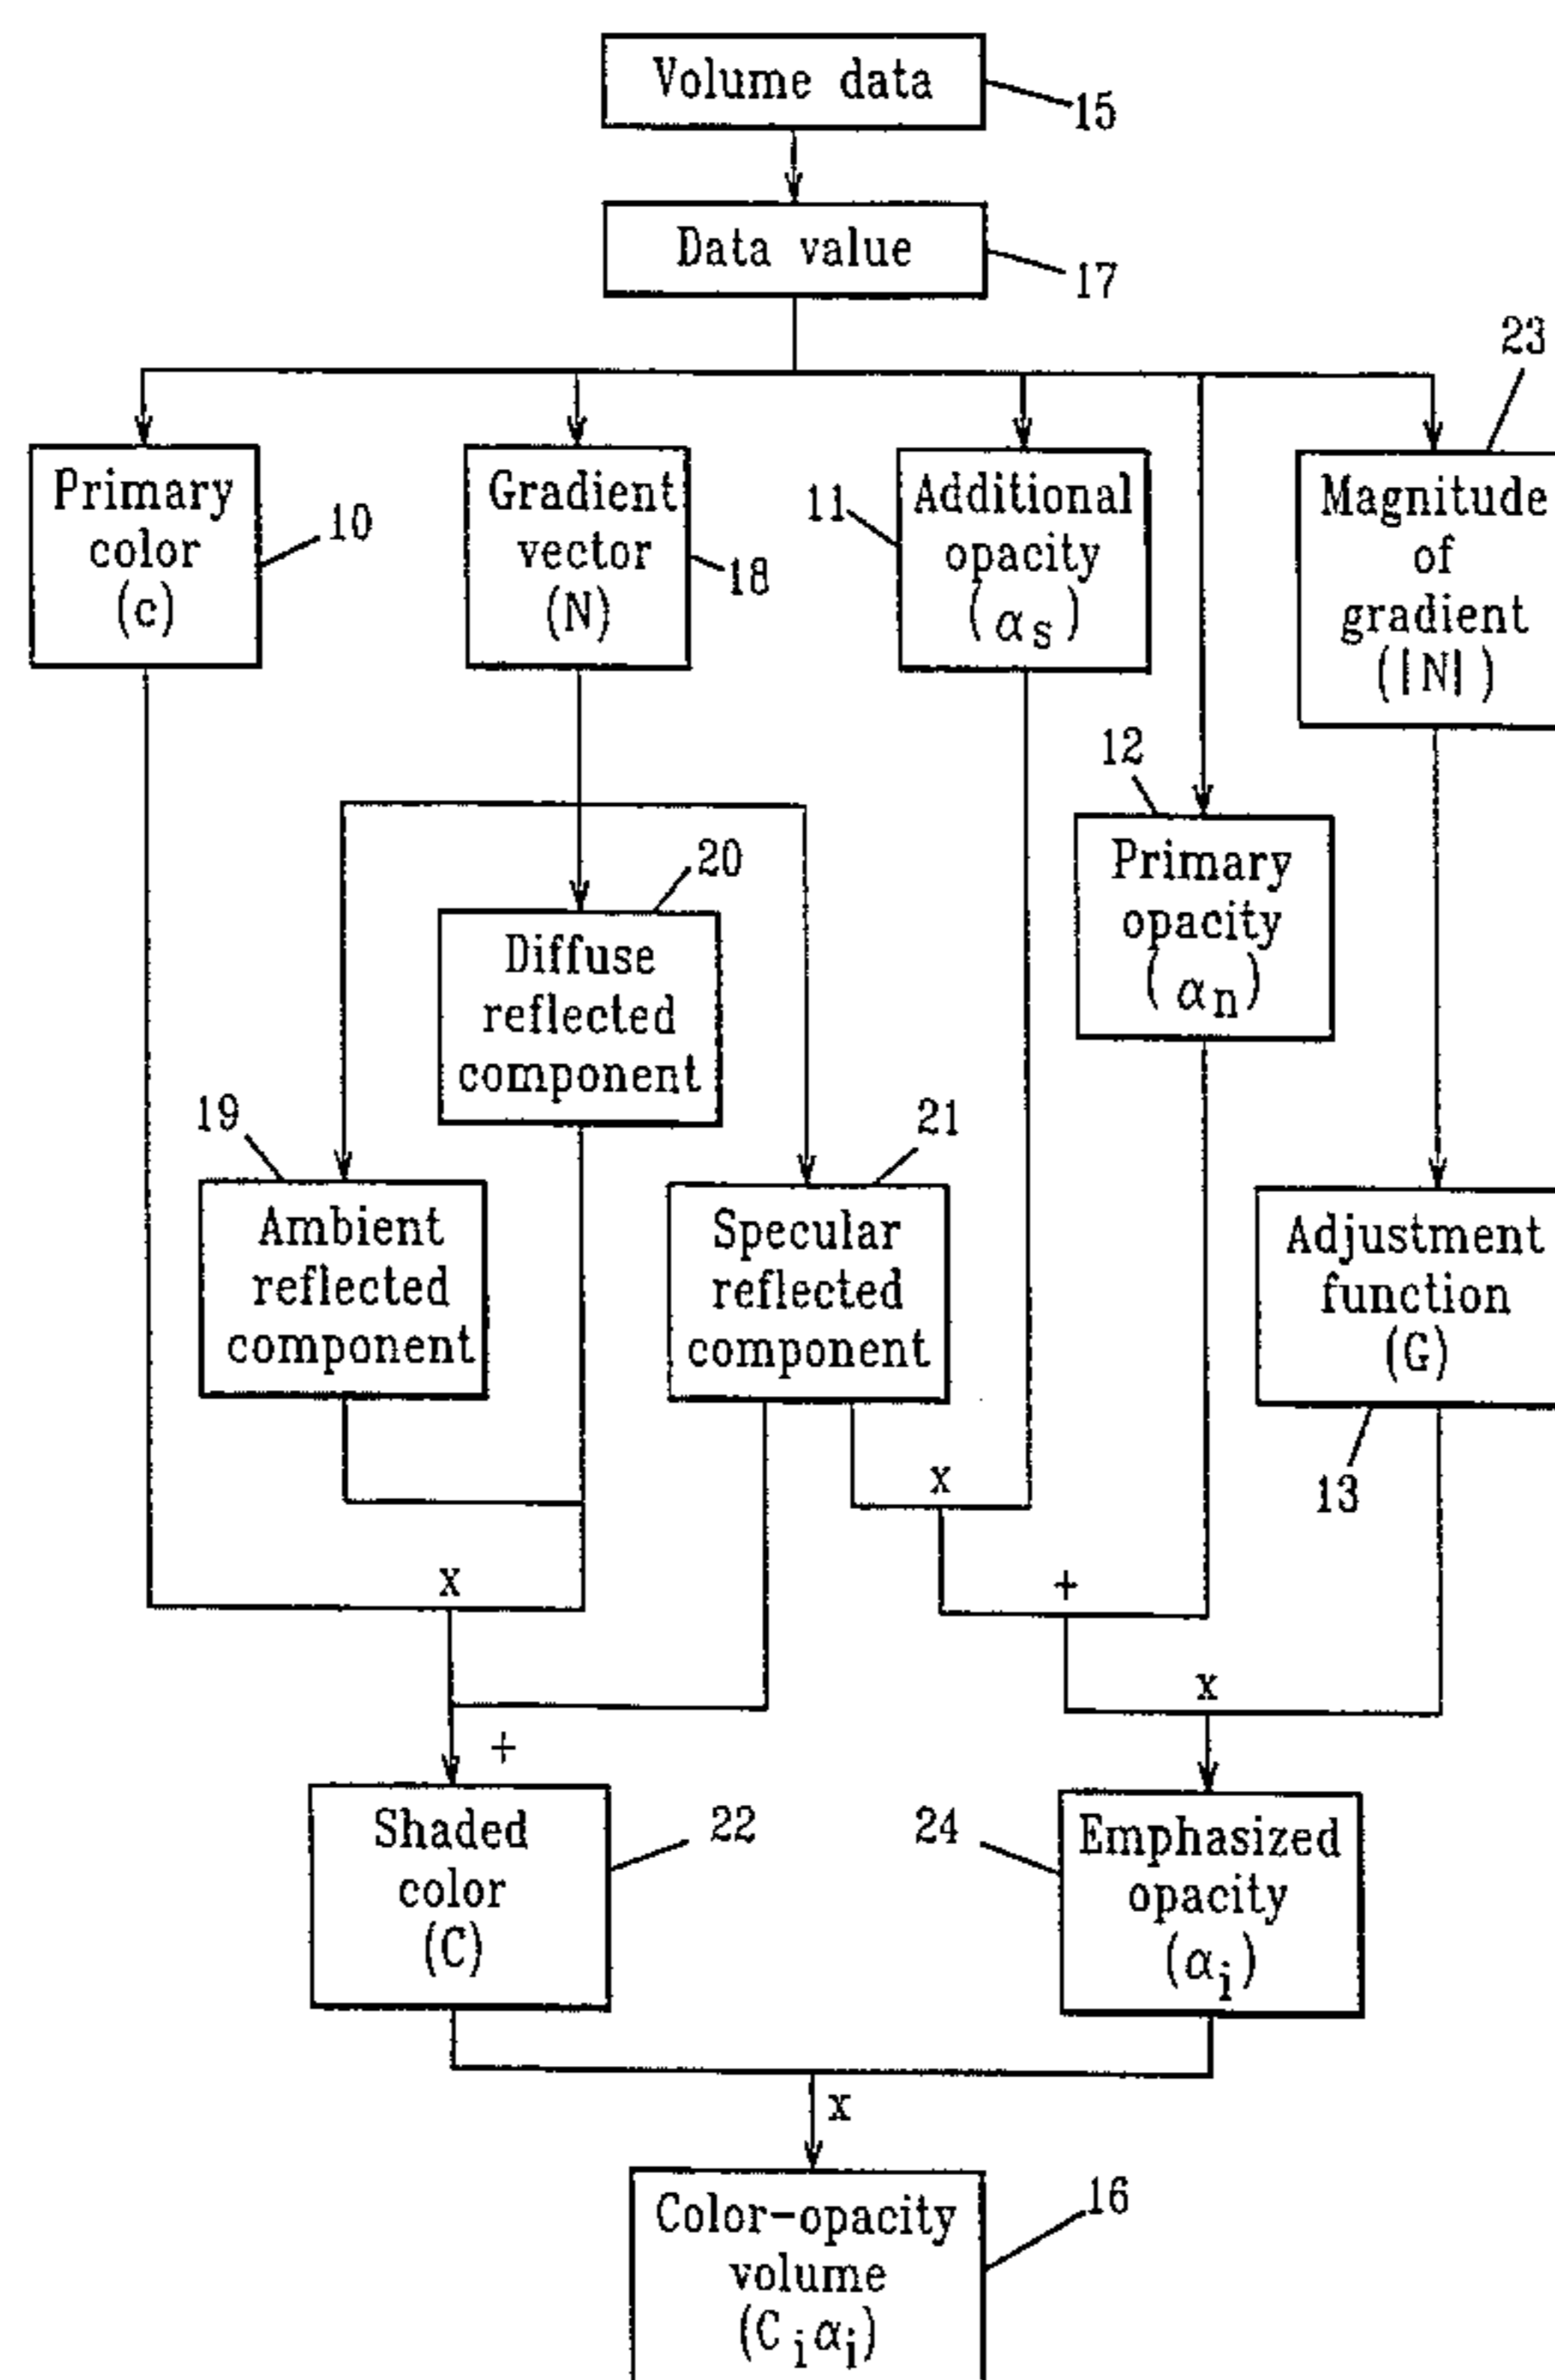 Volume data
15
Data value
17
23
Primary
color
(c)
10
Gradient
vector
(N)
18
11
Additional
opacity
(αs)
Magnitude
of
gradient
(|N|)
12
Primary
opacity
(αn)
20
Diffuse
reflected
component
19
Ambient
reflected
component
21
Specular
reflected
component
Adjustment
function
(G)
13
x
x
+
x
+
Shaded
color
(C)
22
24
Emphasized
opacity
(αi)
x
Color-opacity
volume
(Ciαi)
16